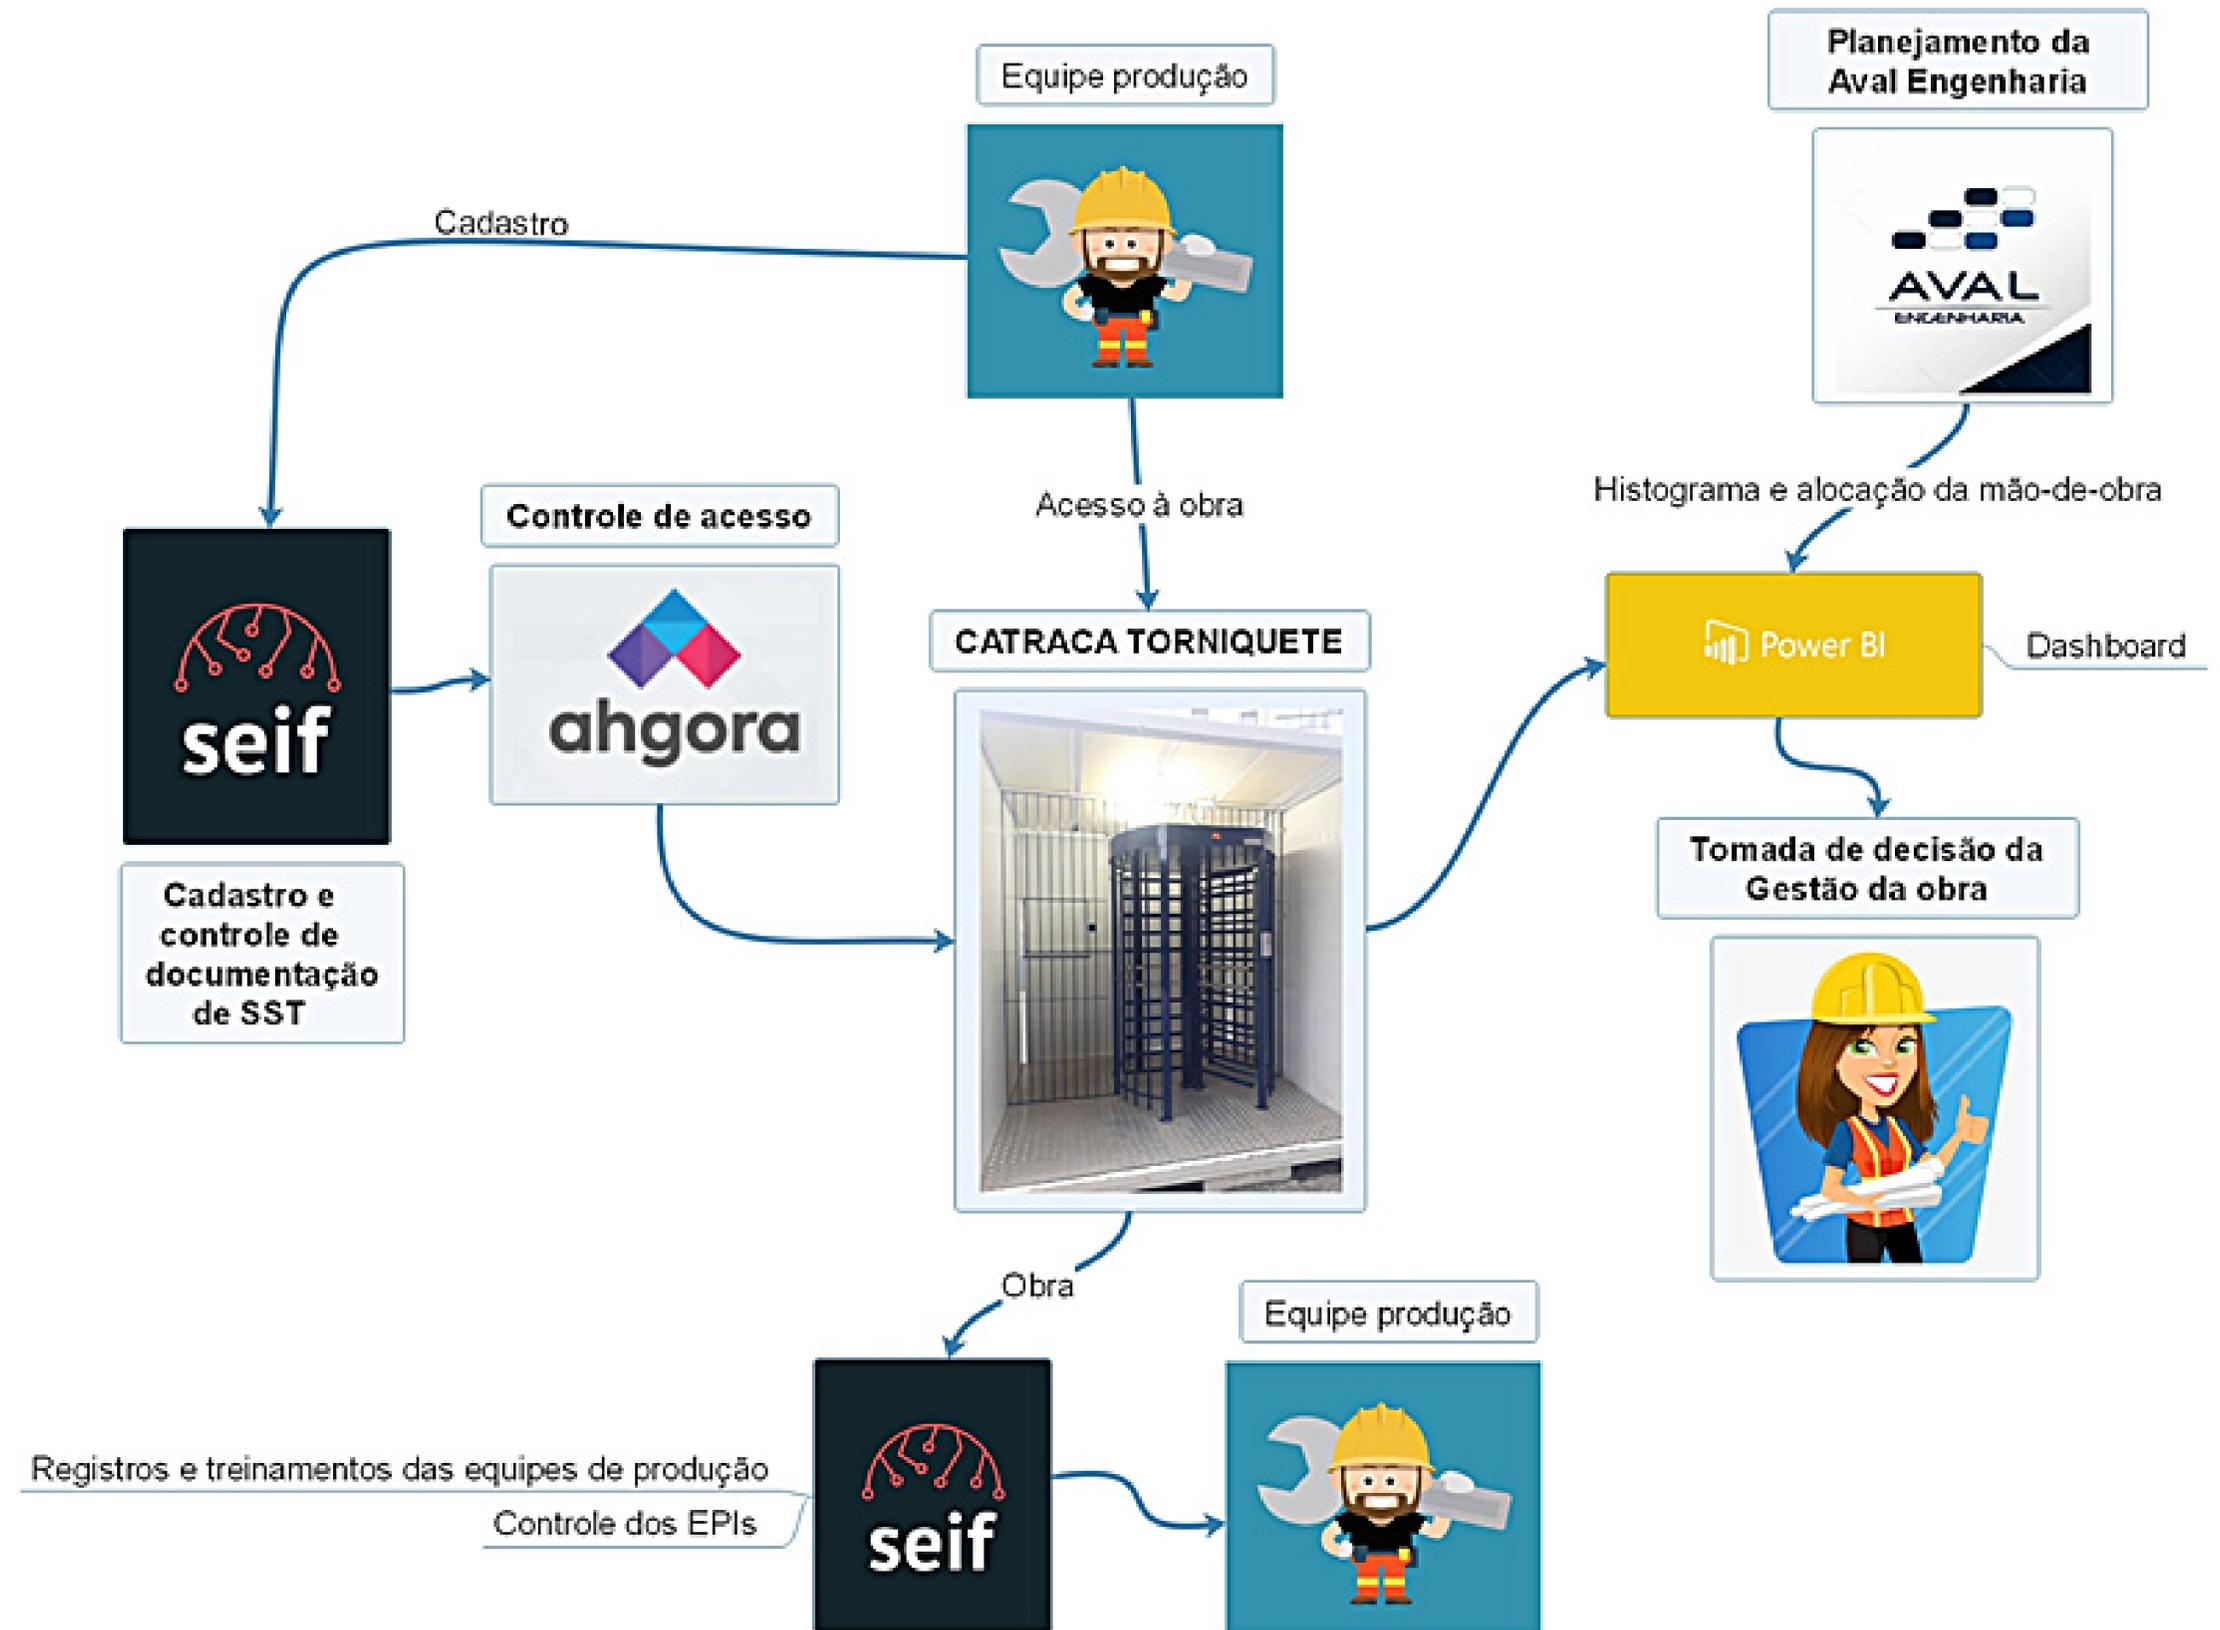 Equipe produção
Planejamento da
Aval Engenharia
AVAL
ENGENHARIA
Cadastro
Histograma e alocação da mão-de-obra
Controle de acesso
Acesso à obra
seif
ahgora
CATRACA TORNIQUETE
Power BI
Dashboard
Cadastro e
controle de
documentação
de SST
Tomada de decisão da
Gestão da obra
Obra
Equipe produção
Registros e treinamentos das equipes de produção
Controle dos EPIs
seif